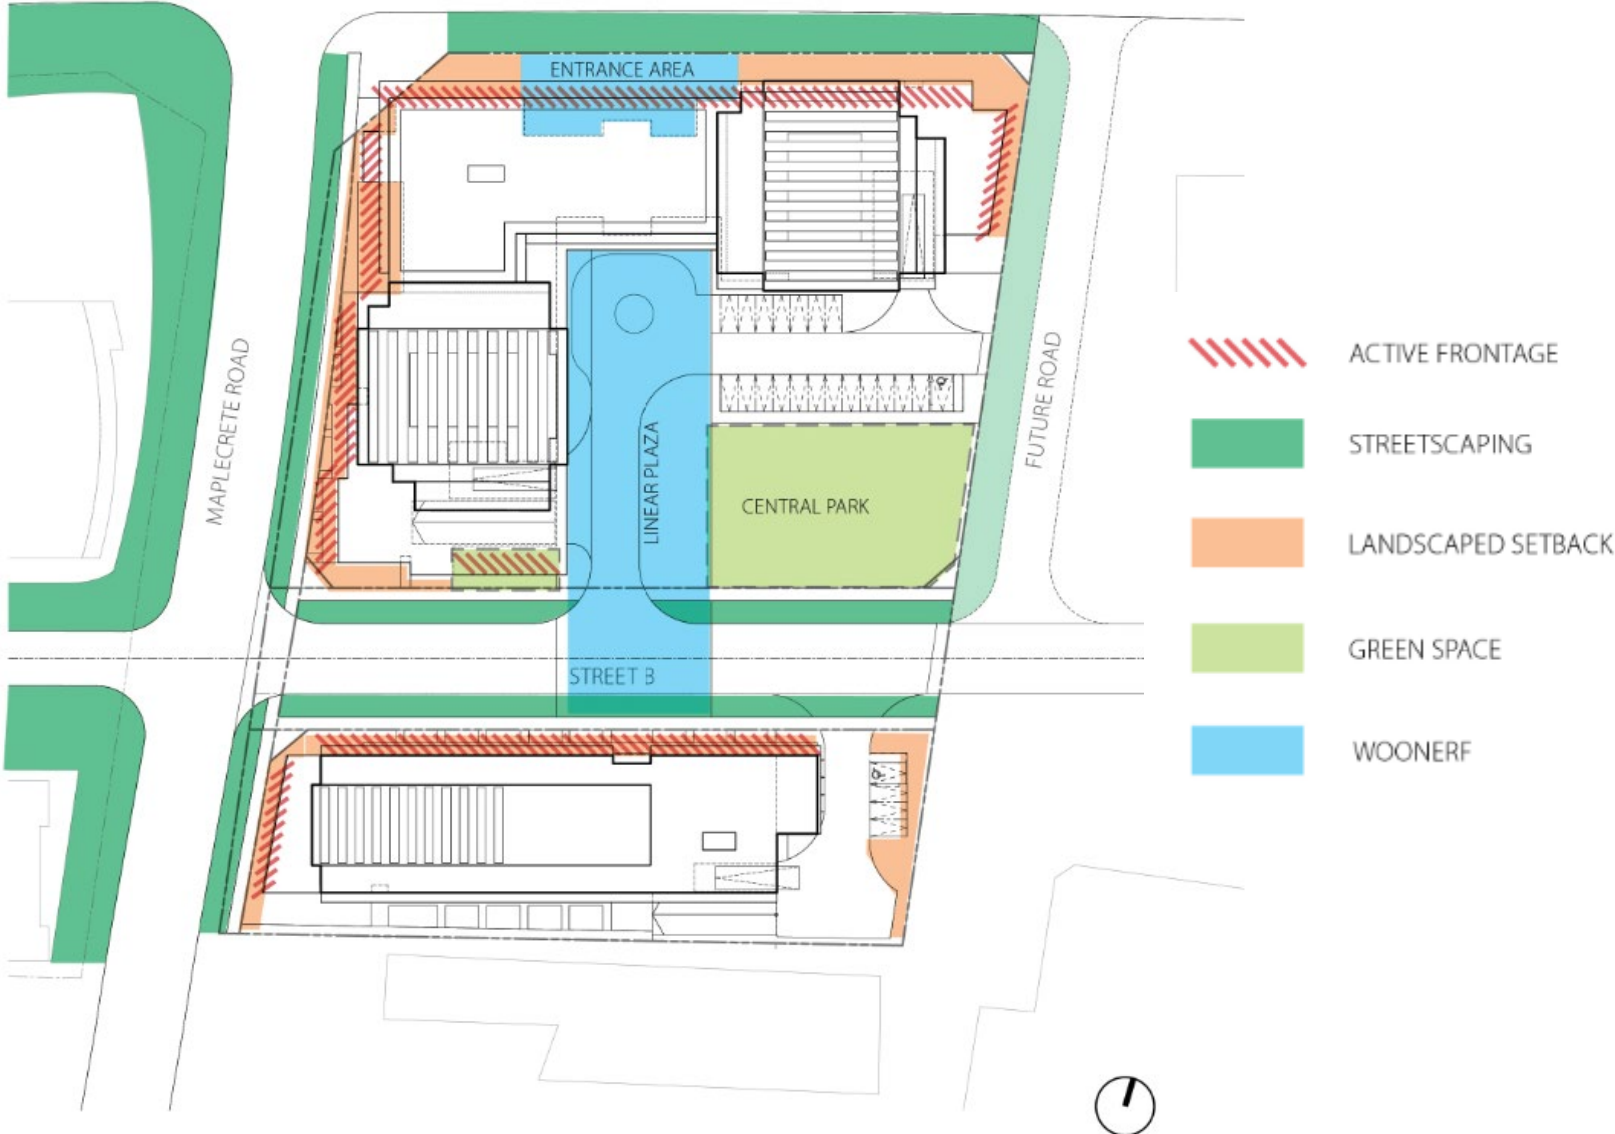 ENTRANCE AREA
MAPLECRETE ROAD
LINEAR PLAZA
CENTRAL PARK
FUTURE ROAD
STREET B
ACTIVE FRONTAGE
STREETSCAPING
LANDSCAPED SETBACK
GREEN SPACE
WOONERF